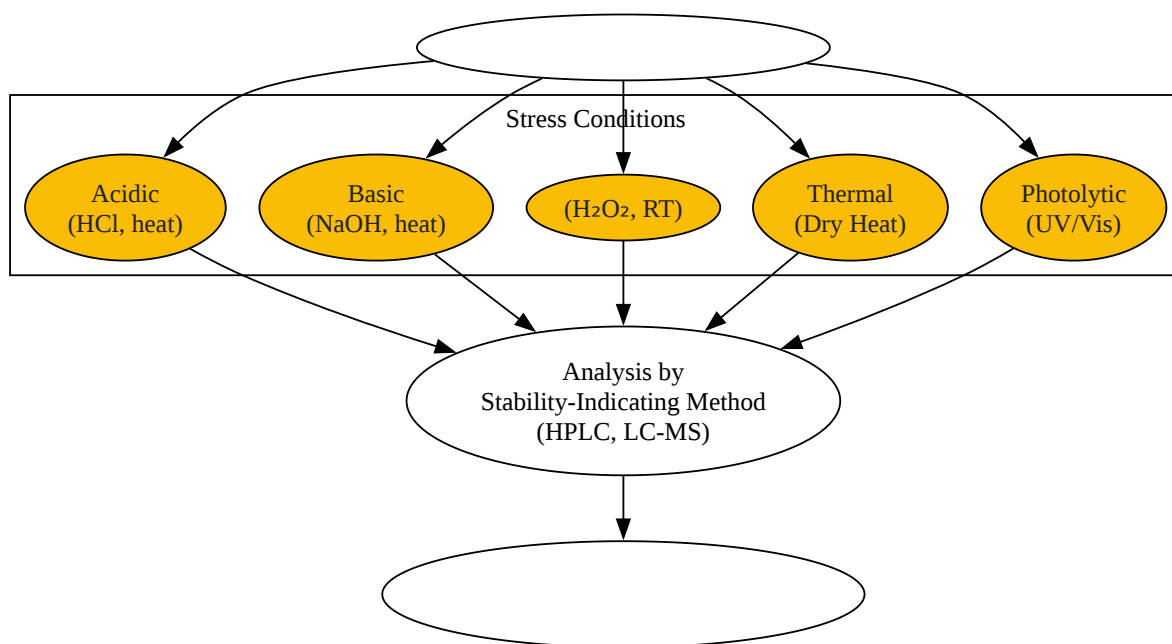 Stress Conditions
Acidic
(HCl, heat)
Basic
(NaOH, heat)
(H₂O₂, RT)
Thermal
(Dry Heat)
Photolytic
(UV/Vis)
Analysis by
Stability-Indicating Method
(HPLC, LC-MS)